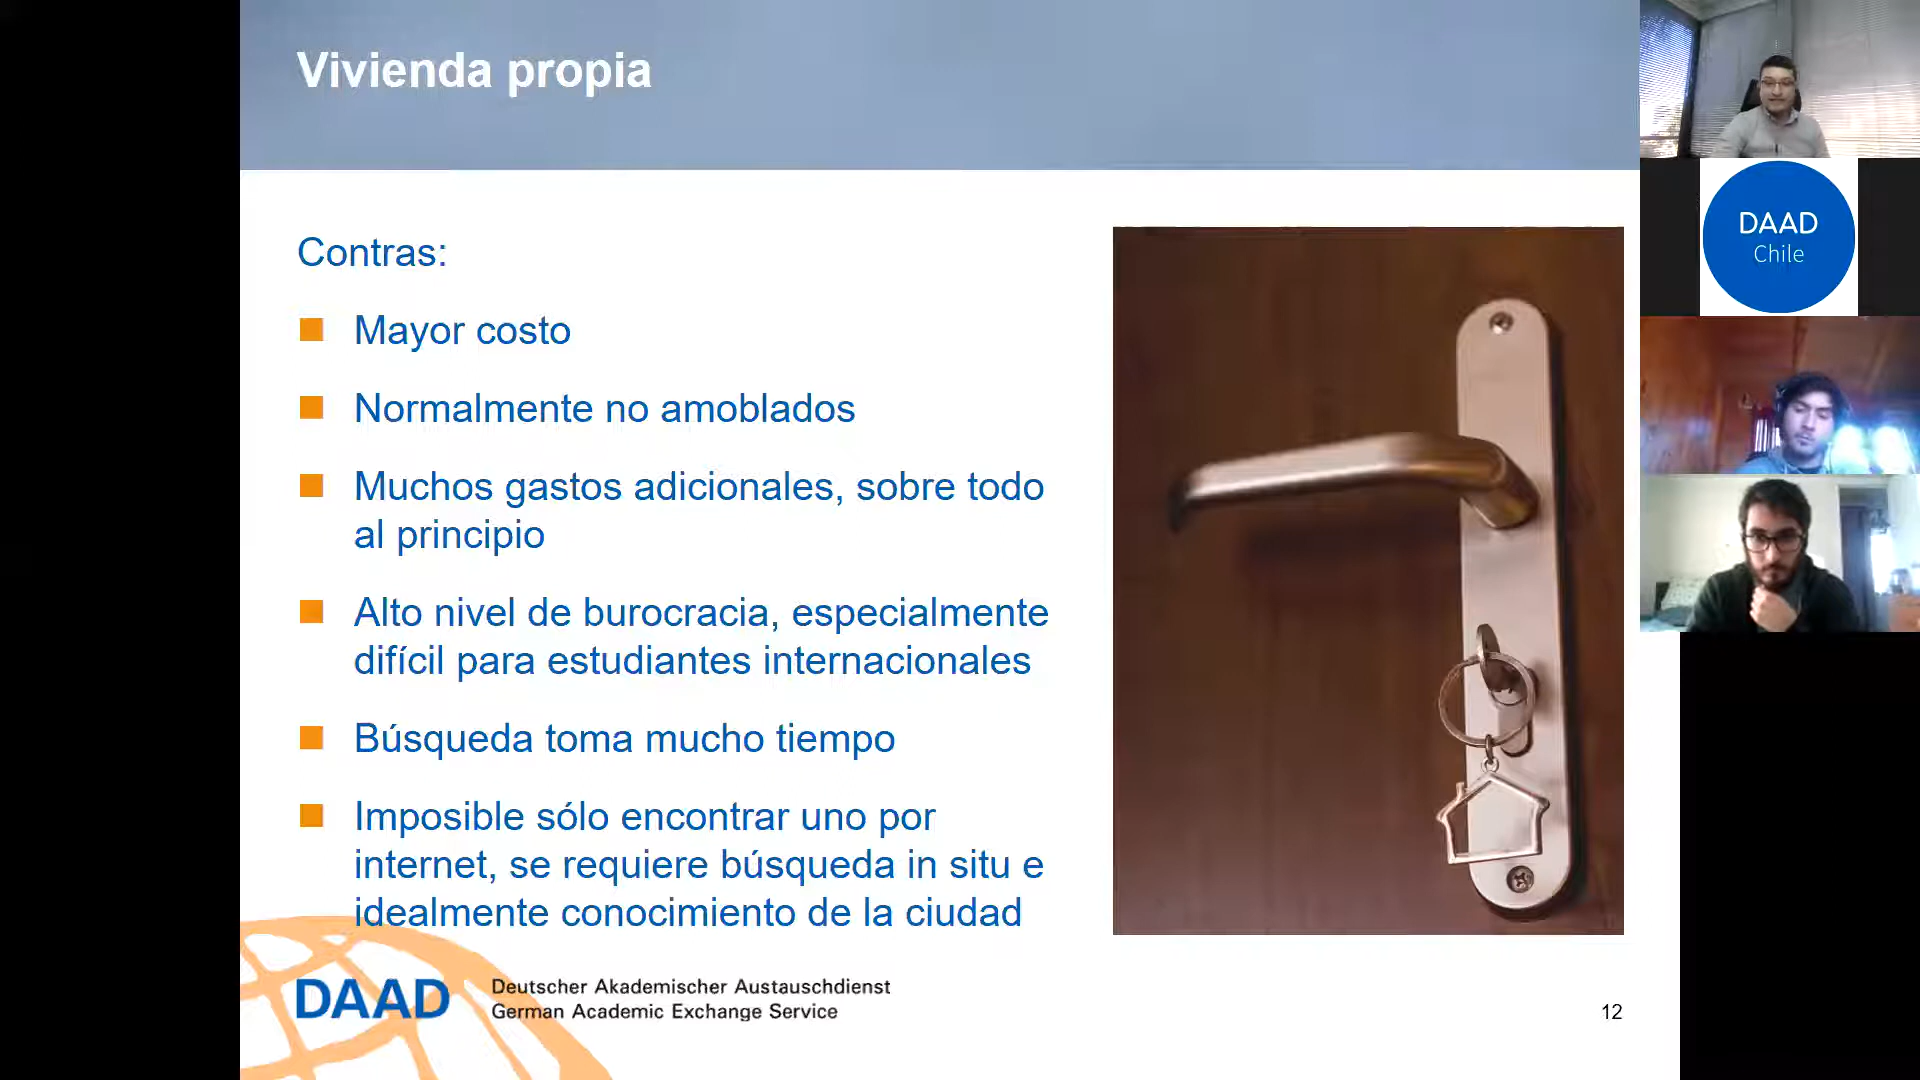 Vivienda propia
Contras:
Mayor costo
Normalmente no amoblados
Muchos gastos adicionales, sobre todo
al principio
Alto nivel de burocracia, especialmente
difícil para estudiantes internacionales
Búsqueda toma mucho tiempo
Imposible sólo encontrar uno por
internet, se requiere búsqueda in situ e
idealmente conocimiento de la ciudad
DAAD
Deutscher Akademischer Austauschdienst
German Academic Exchange Service
12
DAAD
Chile